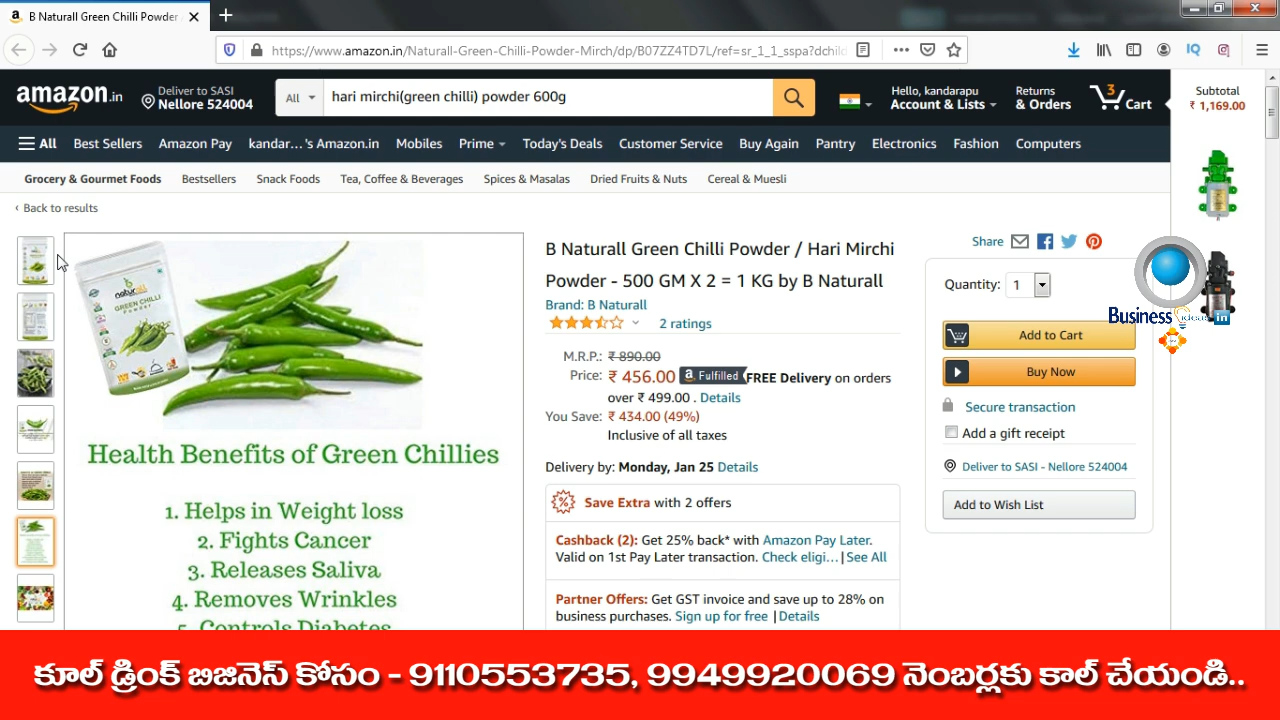 B Naturall Green Chilli Powder
https://www.amazon.in/Naturall-Green-Chilli-Powder-Mirch/dp/B07ZZ4TD7L/ref=sr_1_1_sspa?dchild
amazon.in
Deliver to SASI
Nellore 524004
All
hari mirchi(green chilli) powder 600g
Hello, kandarapu
Account & Lists
Returns
& Orders
3
Cart
Subtotal
₹ 1,169.00
All
Best Sellers
Amazon Pay
kandar... 's Amazon.in
Mobiles
Prime
Today's Deals
Customer Service
Buy Again
Pantry
Electronics
Fashion
Computers
Grocery & Gourmet Foods
Bestsellers
Snack Foods
Tea, Coffee & Beverages
Spices & Masalas
Dried Fruits & Nuts
Cereal & Muesli
‹ Back to results
naturall
GREEN CHILLI
Powder
Health Benefits of Green Chillies
1. Helps in Weight loss
2. Fights Cancer
3. Releases Saliva
4. Removes Wrinkles
5. Controls Diabetes
B Naturall Green Chilli Powder / Hari Mirchi
Powder - 500 GM X 2 = 1 KG by B Naturall
Brand: B Naturall
2 ratings
M.R.P.: ₹ 890.00
Price: ₹ 456.00 a Fulfilled FREE Delivery on orders
over ₹ 499.00 . Details
You Save: ₹ 434.00 (49%)
Inclusive of all taxes
Delivery by: Monday, Jan 25 Details
Save Extra with 2 offers
Cashback (2): Get 25% back* with Amazon Pay Later.
Valid on 1st Pay Later transaction. Check eligi... | See All
Partner Offers: Get GST invoice and save up to 28% on
business purchases. Sign up for free | Details
Share
Quantity: 1
Add to Cart
Buy Now
Secure transaction
Add a gift receipt
Deliver to SASI - Nellore 524004
Add to Wish List
Business ideas in
కూల్ డ్రింక్ బిజినెస్ కోసం - 9110553735, 9949920069 నెంబర్లకు కాల్ చేయండి..